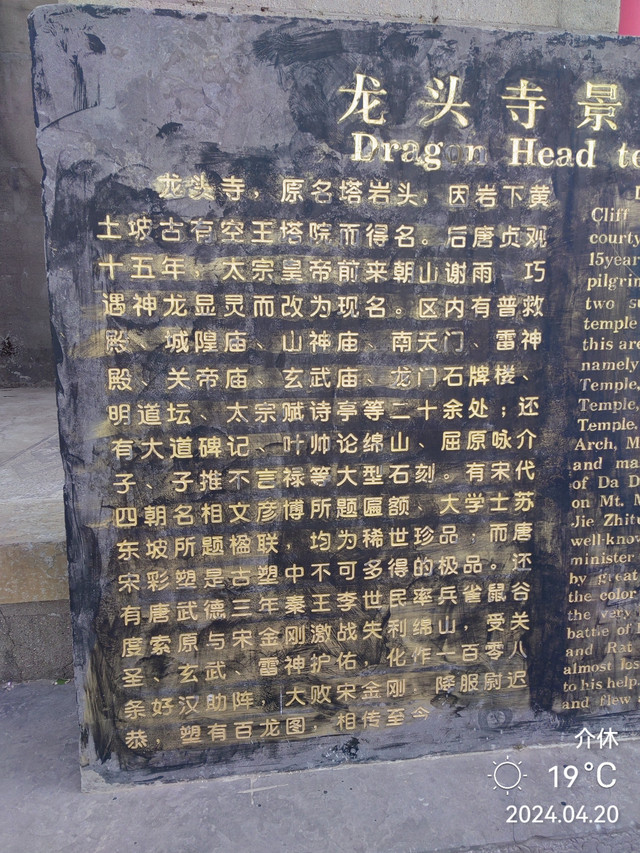 龙头寺景
Dragon Head te
龙头寺，原名塔岩头，因岩下黄
土坡古有空王塔院而得名。后唐贞观
十五年，太宗皇帝前来朝山谢雨，巧
遇神龙显灵而改为现名。区内有普救
殿、城隍庙、山神庙、南天门、雷神
殿、关帝庙、玄武庙、龙门石牌楼、
明道坛、太宗赋诗亭等二十余处；还
有大道碑记、叶帅论绵山、屈原咏介
子、子推不言禄等大型石刻。有宋代
四朝名相文彦博所题匾额、大学士苏
东坡所题楹联，均为稀世珍品；而唐
宋彩塑是古塑中不可多得的极品。还
有唐武德三年秦王李世民率兵雀鼠谷
度索原与宋金刚激战失利绵山，受关
圣、玄武、雷神护佑，化作一百零八
条好汉助阵，大败宋金刚，降服尉迟
恭，塑有百龙图，相传至今
Cliff
courty
15year
pilgrin
two s
temple
this are
namely
Temple,
Temple,
Temple,
Arch, M
and ma
of Da D
on Mt. M
Jie Zhit
well-know
minister
by great
the color
the very
battle of
and Rat
almost los
to his help.
and flew
介休
19°C
2024.04.20